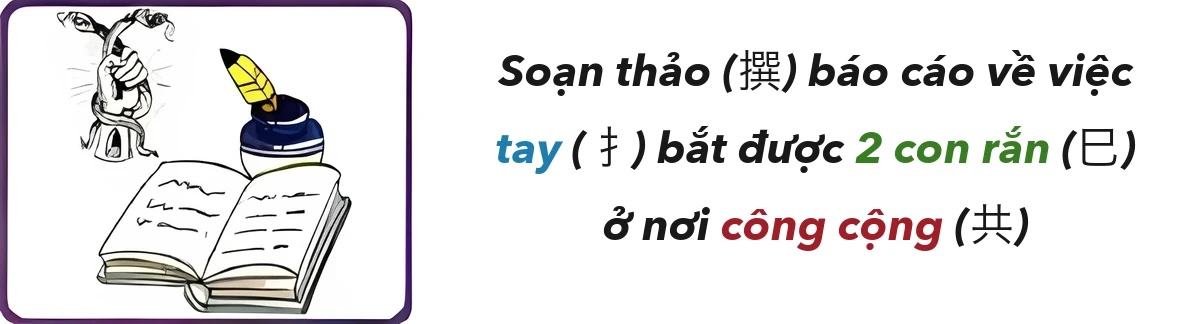 Soạn thảo (撰) báo cáo về việc
tay (扌) bắt được 2 con rắn (巳)
ở nơi công cộng (共)